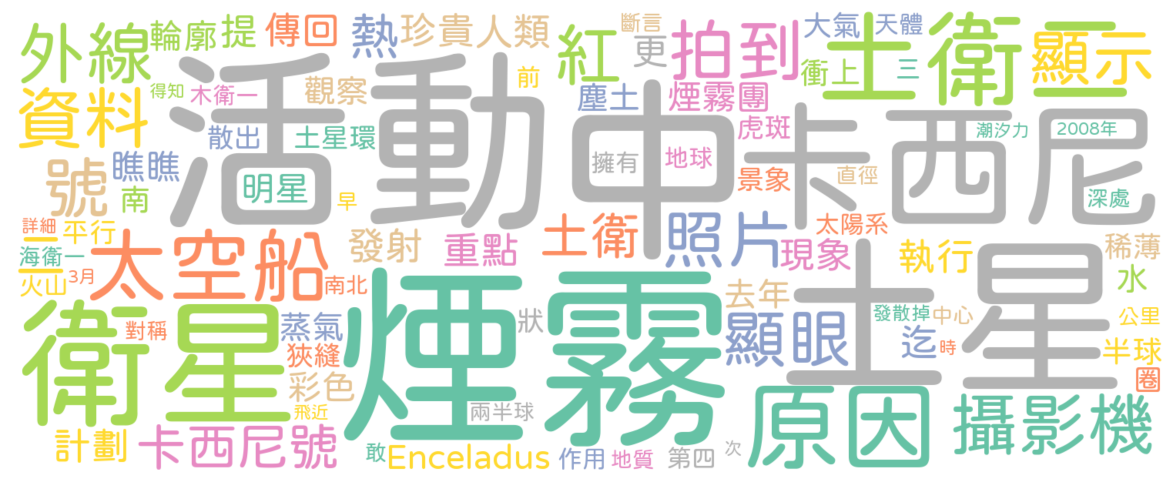 外線
輪廓
提
傳回
熱
珍貴
人類
紅
斷言
更
拍到
大氣
天體
土衛二
顯示
資料
得知
木衛一
活動
觀察
前
塵土
煙霧團
衝上
三
中
卡西尼
號
瞧瞧
散出
土星環
虎斑
潮汐力
2008年
南
明星
早
擁有
地球
景象
直徑
深處
詳細
平行
海衛一
三
火山
3月
太空船
南北
發射
重點
土衛
照片
現象
太陽系
執行
稀薄
水
衛星
對稱
蒸氣
狹縫
彩色
飛近
煙霧
狀
兩半球
去年
顯眼
土星
發散掉
中心
迄
時
公里
半球
圈
計劃
卡西尼號
敢
Enceladus
作用
地質
第四
次
原因
攝影機